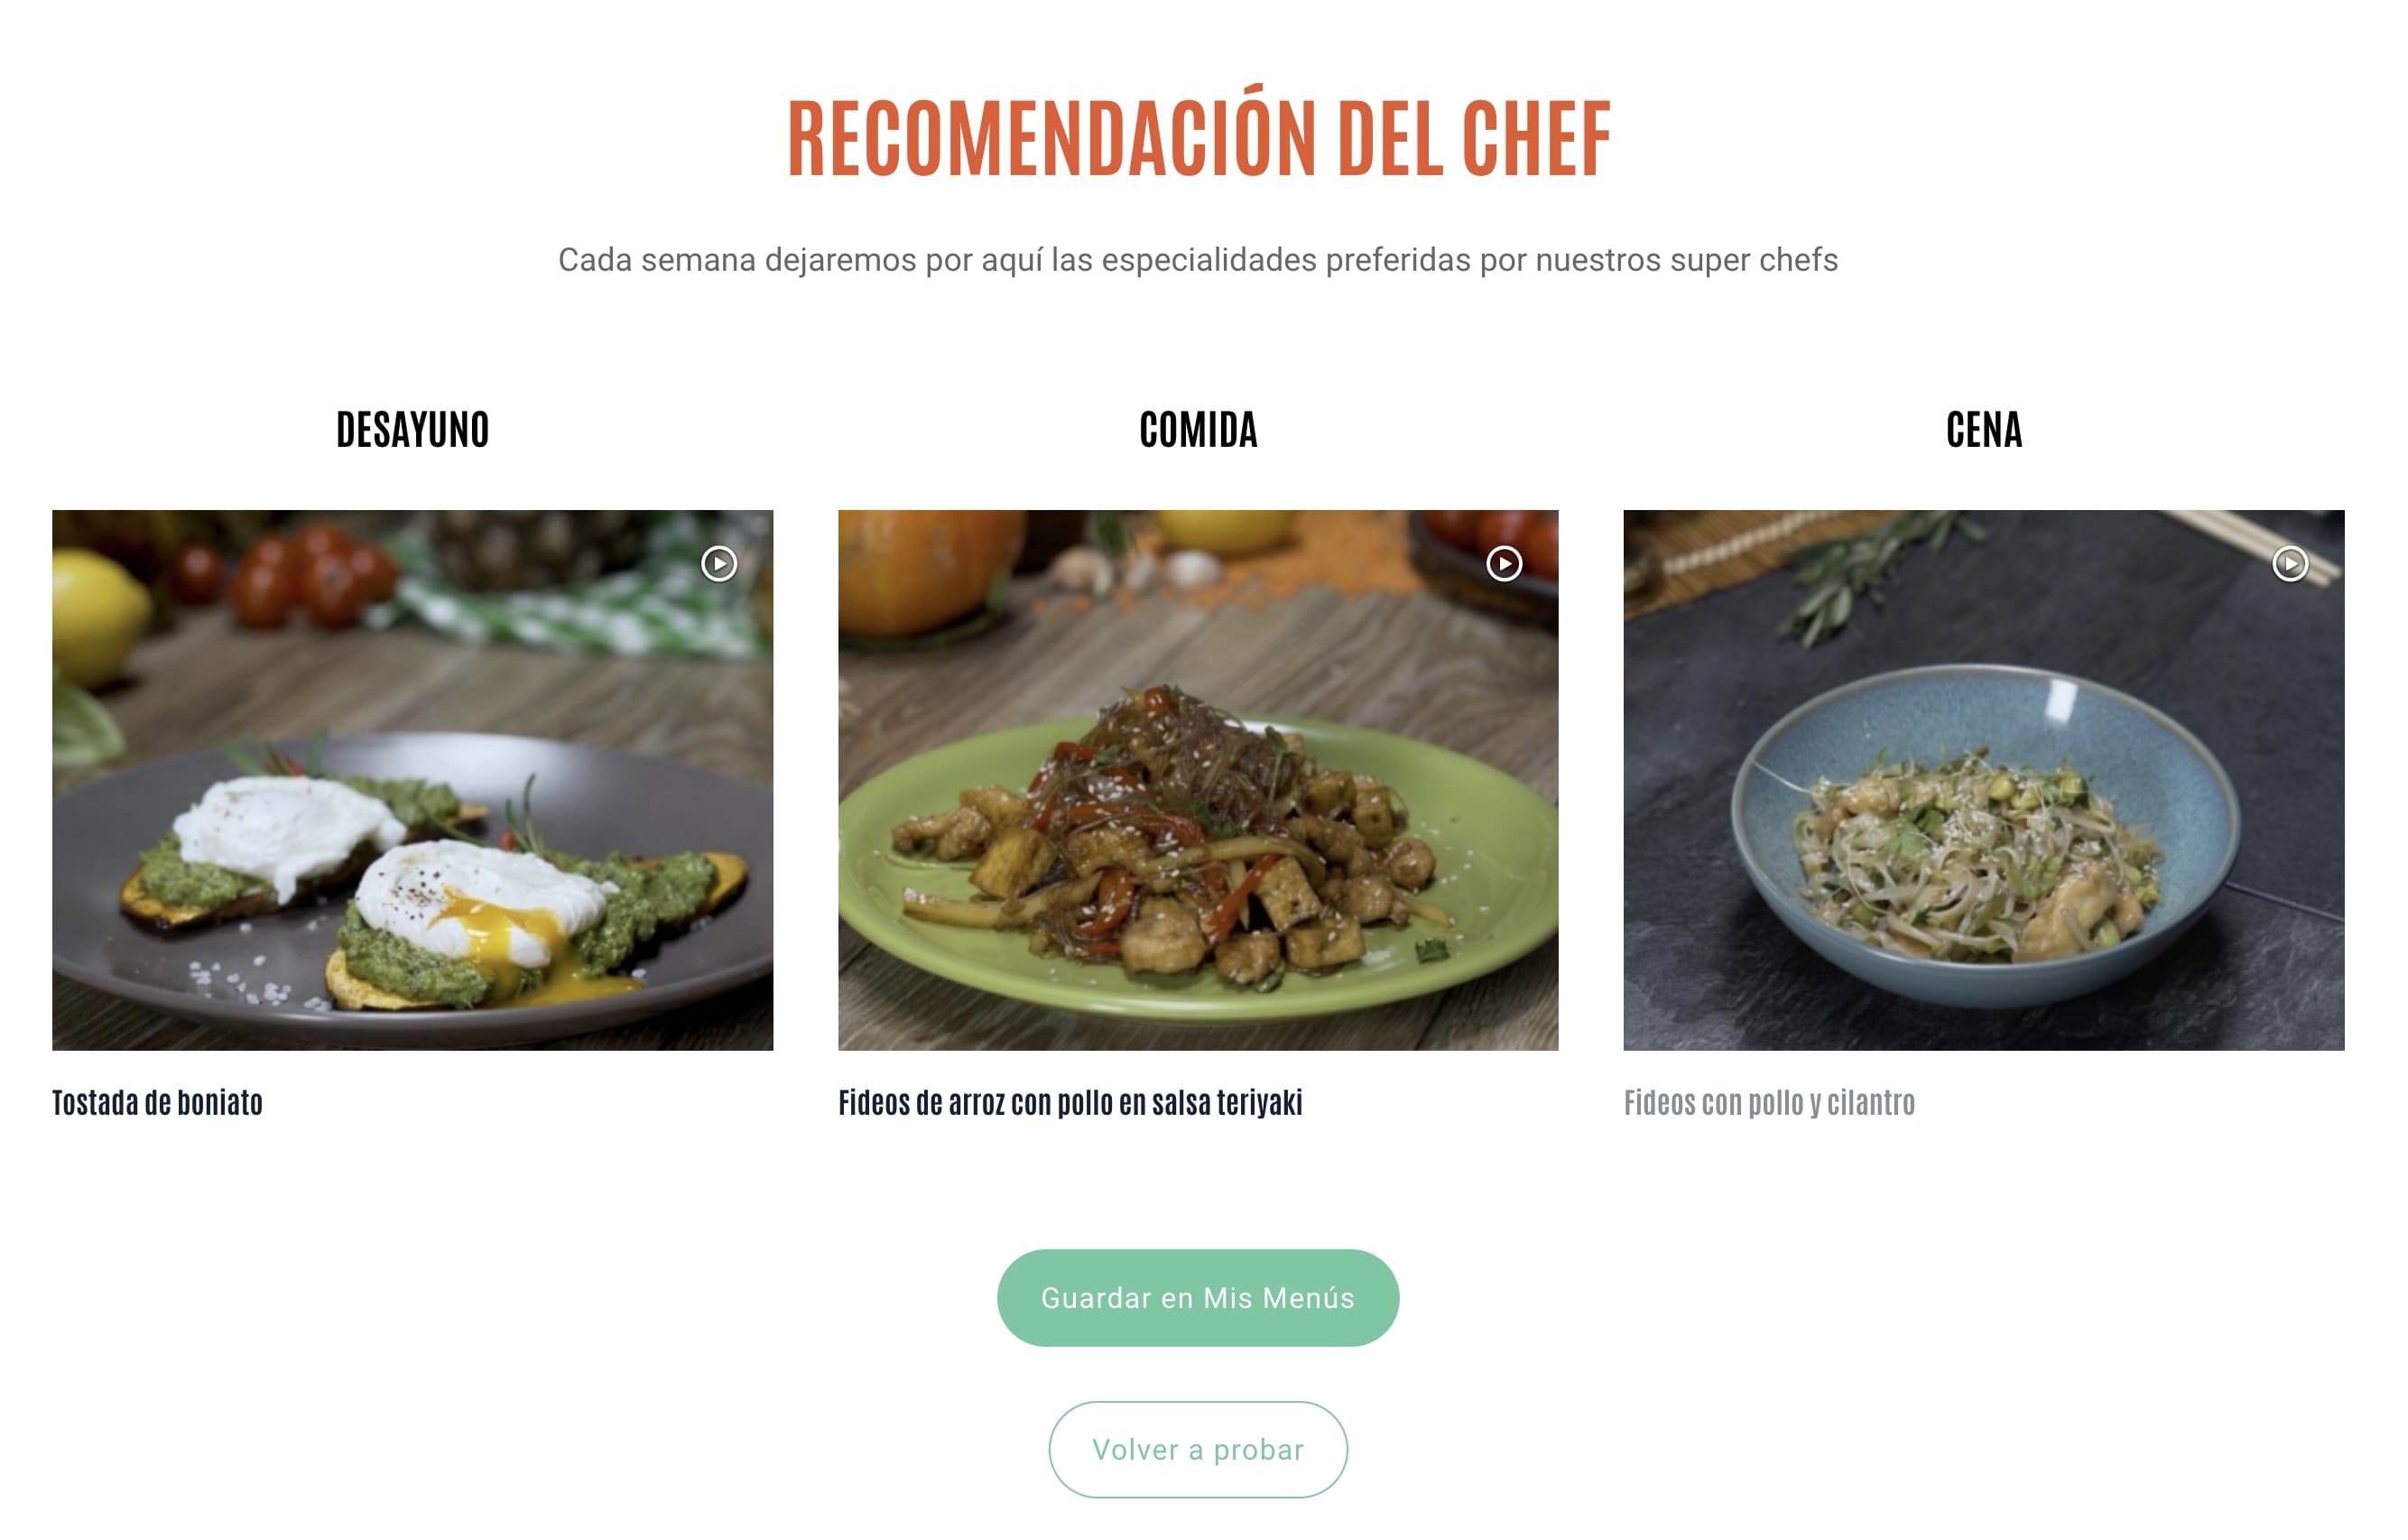 RECOMENDACIÓN DEL CHEF
Cada semana dejaremos por aquí las especialidades preferidas por nuestros super chefs
DESAYUNO
COMIDA
CENA
Tostada de boniato
Fideos de arroz con pollo en salsa teriyaki
Fideos con pollo y cilantro
Guardar en Mis Menús
Volver a probar